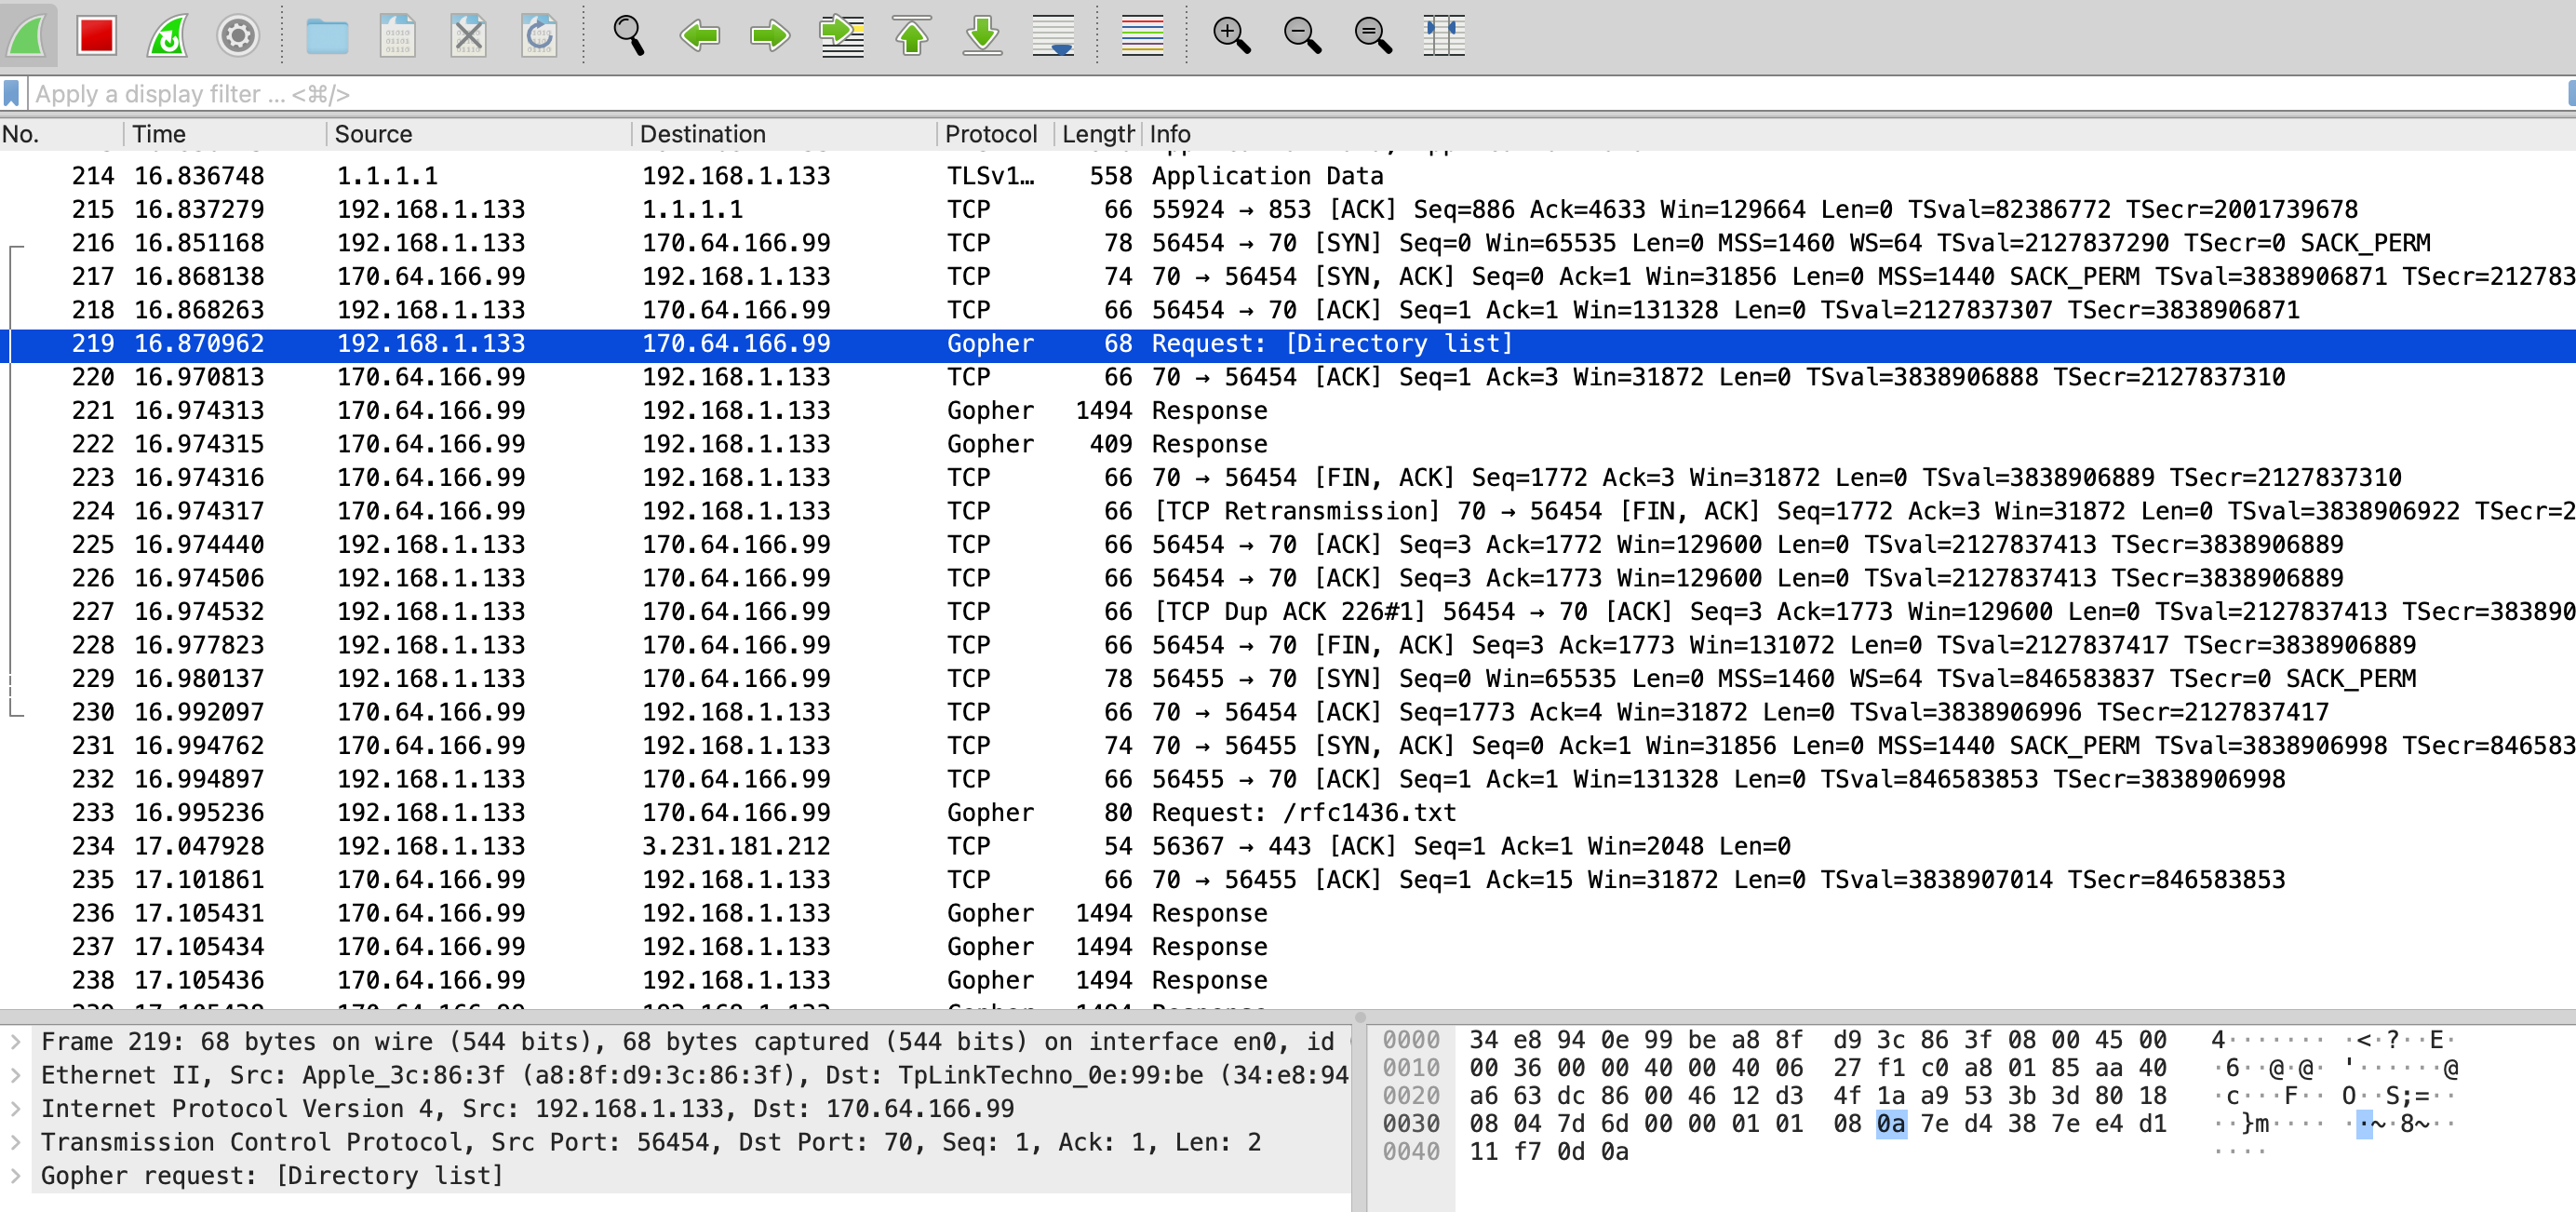 Apply a display filter ... <⌘/>
No. Time Source Destination Protocol Length Info
214 16.836748 1.1.1.1 192.168.1.133 TLSv1… 558 Application Data
215 16.837279 192.168.1.133 1.1.1.1 TCP 66 55924 → 853 [ACK] Seq=886 Ack=4633 Win=129664 Len=0 TSval=82386772 TSecr=2001739678
216 16.851168 192.168.1.133 170.64.166.99 TCP 78 56454 → 70 [SYN] Seq=0 Win=65535 Len=0 MSS=1460 WS=64 TSval=2127837290 TSecr=0 SACK_PERM
217 16.868138 170.64.166.99 192.168.1.133 TCP 74 70 → 56454 [SYN, ACK] Seq=0 Ack=1 Win=31856 Len=0 MSS=1440 SACK_PERM TSval=3838906871 TSecr=212783
218 16.868263 192.168.1.133 170.64.166.99 TCP 66 56454 → 70 [ACK] Seq=1 Ack=1 Win=131328 Len=0 TSval=2127837307 TSecr=3838906871
219 16.870962 192.168.1.133 170.64.166.99 Gopher 68 Request: [Directory list]
220 16.970813 170.64.166.99 192.168.1.133 TCP 66 70 → 56454 [ACK] Seq=1 Ack=3 Win=31872 Len=0 TSval=3838906888 TSecr=2127837310
221 16.974313 170.64.166.99 192.168.1.133 Gopher 1494 Response
222 16.974315 170.64.166.99 192.168.1.133 Gopher 409 Response
223 16.974316 170.64.166.99 192.168.1.133 TCP 66 70 → 56454 [FIN, ACK] Seq=1772 Ack=3 Win=31872 Len=0 TSval=3838906889 TSecr=2127837310
224 16.974317 170.64.166.99 192.168.1.133 TCP 66 [TCP Retransmission] 70 → 56454 [FIN, ACK] Seq=1772 Ack=3 Win=31872 Len=0 TSval=3838906922 TSecr=2
225 16.974440 192.168.1.133 170.64.166.99 TCP 66 56454 → 70 [ACK] Seq=3 Ack=1772 Win=129600 Len=0 TSval=2127837413 TSecr=3838906889
226 16.974506 192.168.1.133 170.64.166.99 TCP 66 56454 → 70 [ACK] Seq=3 Ack=1773 Win=129600 Len=0 TSval=2127837413 TSecr=3838906889
227 16.974532 192.168.1.133 170.64.166.99 TCP 66 [TCP Dup ACK 226#1] 56454 → 70 [ACK] Seq=3 Ack=1773 Win=129600 Len=0 TSval=2127837413 TSecr=383890
228 16.977823 192.168.1.133 170.64.166.99 TCP 66 56454 → 70 [FIN, ACK] Seq=3 Ack=1773 Win=131072 Len=0 TSval=2127837417 TSecr=3838906889
229 16.980137 192.168.1.133 170.64.166.99 TCP 78 56455 → 70 [SYN] Seq=0 Win=65535 Len=0 MSS=1460 WS=64 TSval=846583837 TSecr=0 SACK_PERM
230 16.992097 170.64.166.99 192.168.1.133 TCP 66 70 → 56454 [ACK] Seq=1773 Ack=4 Win=31872 Len=0 TSval=3838906996 TSecr=2127837417
231 16.994762 170.64.166.99 192.168.1.133 TCP 74 70 → 56455 [SYN, ACK] Seq=0 Ack=1 Win=31856 Len=0 MSS=1440 SACK_PERM TSval=3838906998 TSecr=846583
232 16.994897 192.168.1.133 170.64.166.99 TCP 66 56455 → 70 [ACK] Seq=1 Ack=1 Win=131328 Len=0 TSval=846583853 TSecr=3838906998
233 16.995236 192.168.1.133 170.64.166.99 Gopher 80 Request: /rfc1436.txt
234 17.047928 192.168.1.133 3.231.181.212 TCP 54 56367 → 443 [ACK] Seq=1 Ack=1 Win=2048 Len=0
235 17.101861 170.64.166.99 192.168.1.133 TCP 66 70 → 56455 [ACK] Seq=1 Ack=15 Win=31872 Len=0 TSval=3838907014 TSecr=846583853
236 17.105431 170.64.166.99 192.168.1.133 Gopher 1494 Response
237 17.105434 170.64.166.99 192.168.1.133 Gopher 1494 Response
238 17.105436 170.64.166.99 192.168.1.133 Gopher 1494 Response
Frame 219: 68 bytes on wire (544 bits), 68 bytes captured (544 bits) on interface en0, id
Ethernet II, Src: Apple_3c:86:3f (a8:8f:d9:3c:86:3f), Dst: TpLinkTechno_0e:99:be (34:e8:94
Internet Protocol Version 4, Src: 192.168.1.133, Dst: 170.64.166.99
Transmission Control Protocol, Src Port: 56454, Dst Port: 70, Seq: 1, Ack: 1, Len: 2
Gopher request: [Directory list]
0000 34 e8 94 0e 99 be a8 8f d9 3c 86 3f 08 00 45 00 4······· ·<·?··E·
0010 00 36 00 00 40 00 40 06 27 f1 c0 a8 01 85 aa 40 ·6··@·@· '······@
0020 a6 63 dc 86 00 46 12 d3 4f 1a a9 53 3b 3d 80 18 ·c···F·· O··S;=··
0030 08 04 7d 6d 00 00 01 01 08 0a 7e d4 38 7e e4 d1 ··}m···· ··~·8~··
0040 11 f7 0d 0a ····